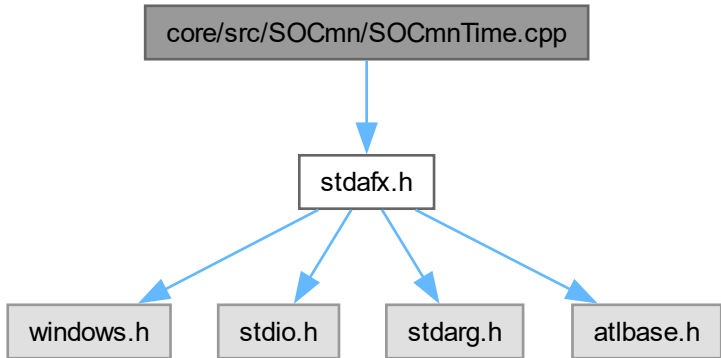 core/src/SOCmn/SOCmnTime.cpp
stdafx.h
windows.h
stdio.h
stdarg.h
atlbase.h